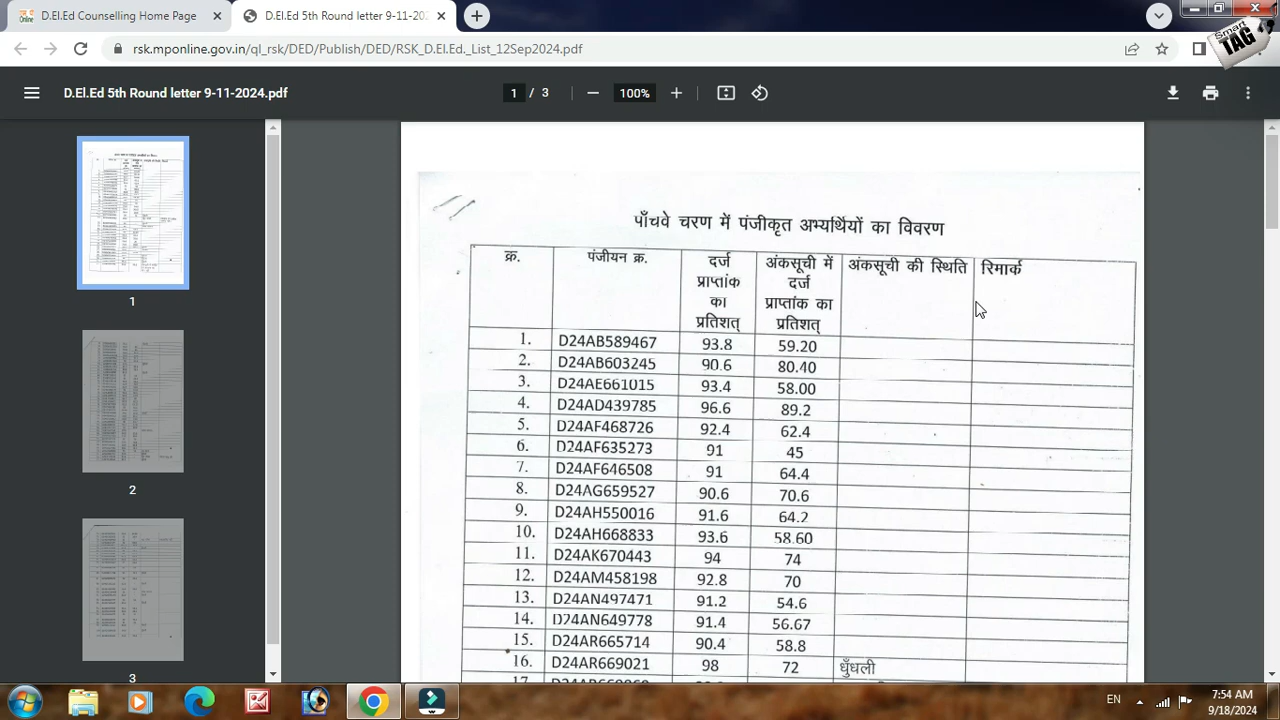 D.El.Ed Counselling Home Page
D.El.Ed 5th Round letter 9-11-202
Smart TAG
rsk.mponline.gov.in/ql_rsk/DED/Publish/DED/RSK_D.El.Ed._List_12Sep2024.pdf
D.El.Ed 5th Round letter 9-11-2024.pdf
1 / 3
100%
1
2
3
पाँचवे चरण में पंजीकृत अभ्यर्थियों का विवरण
क्र. पंजीयन क्र. दर्ज प्राप्तांक का प्रतिशत् अंकसूची में दर्ज प्राप्तांक का प्रतिशत् अंकसूची की स्थिति रिमार्क
1. D24AB589467 93.8 59.20
2. D24AB603245 90.6 80.40
3. D24AE661015 93.4 58.00
4. D24AD439785 96.6 89.2
5. D24AF468726 92.4 62.4
6. D24AF635273 91 45
7. D24AF646508 91 64.4
8. D24AG659527 90.6 70.6
9. D24AH550016 91.6 64.2
10. D24AH668833 93.6 58.60
11. D24AK670443 94 74
12. D24AM458198 92.8 70
13. D24AN497471 91.2 54.6
14. D24AN649778 91.4 56.67
15. D24AR665714 90.4 58.8
16. D24AR669021 98 72 धुँधली
17.
EN
7:54 AM
9/18/2024